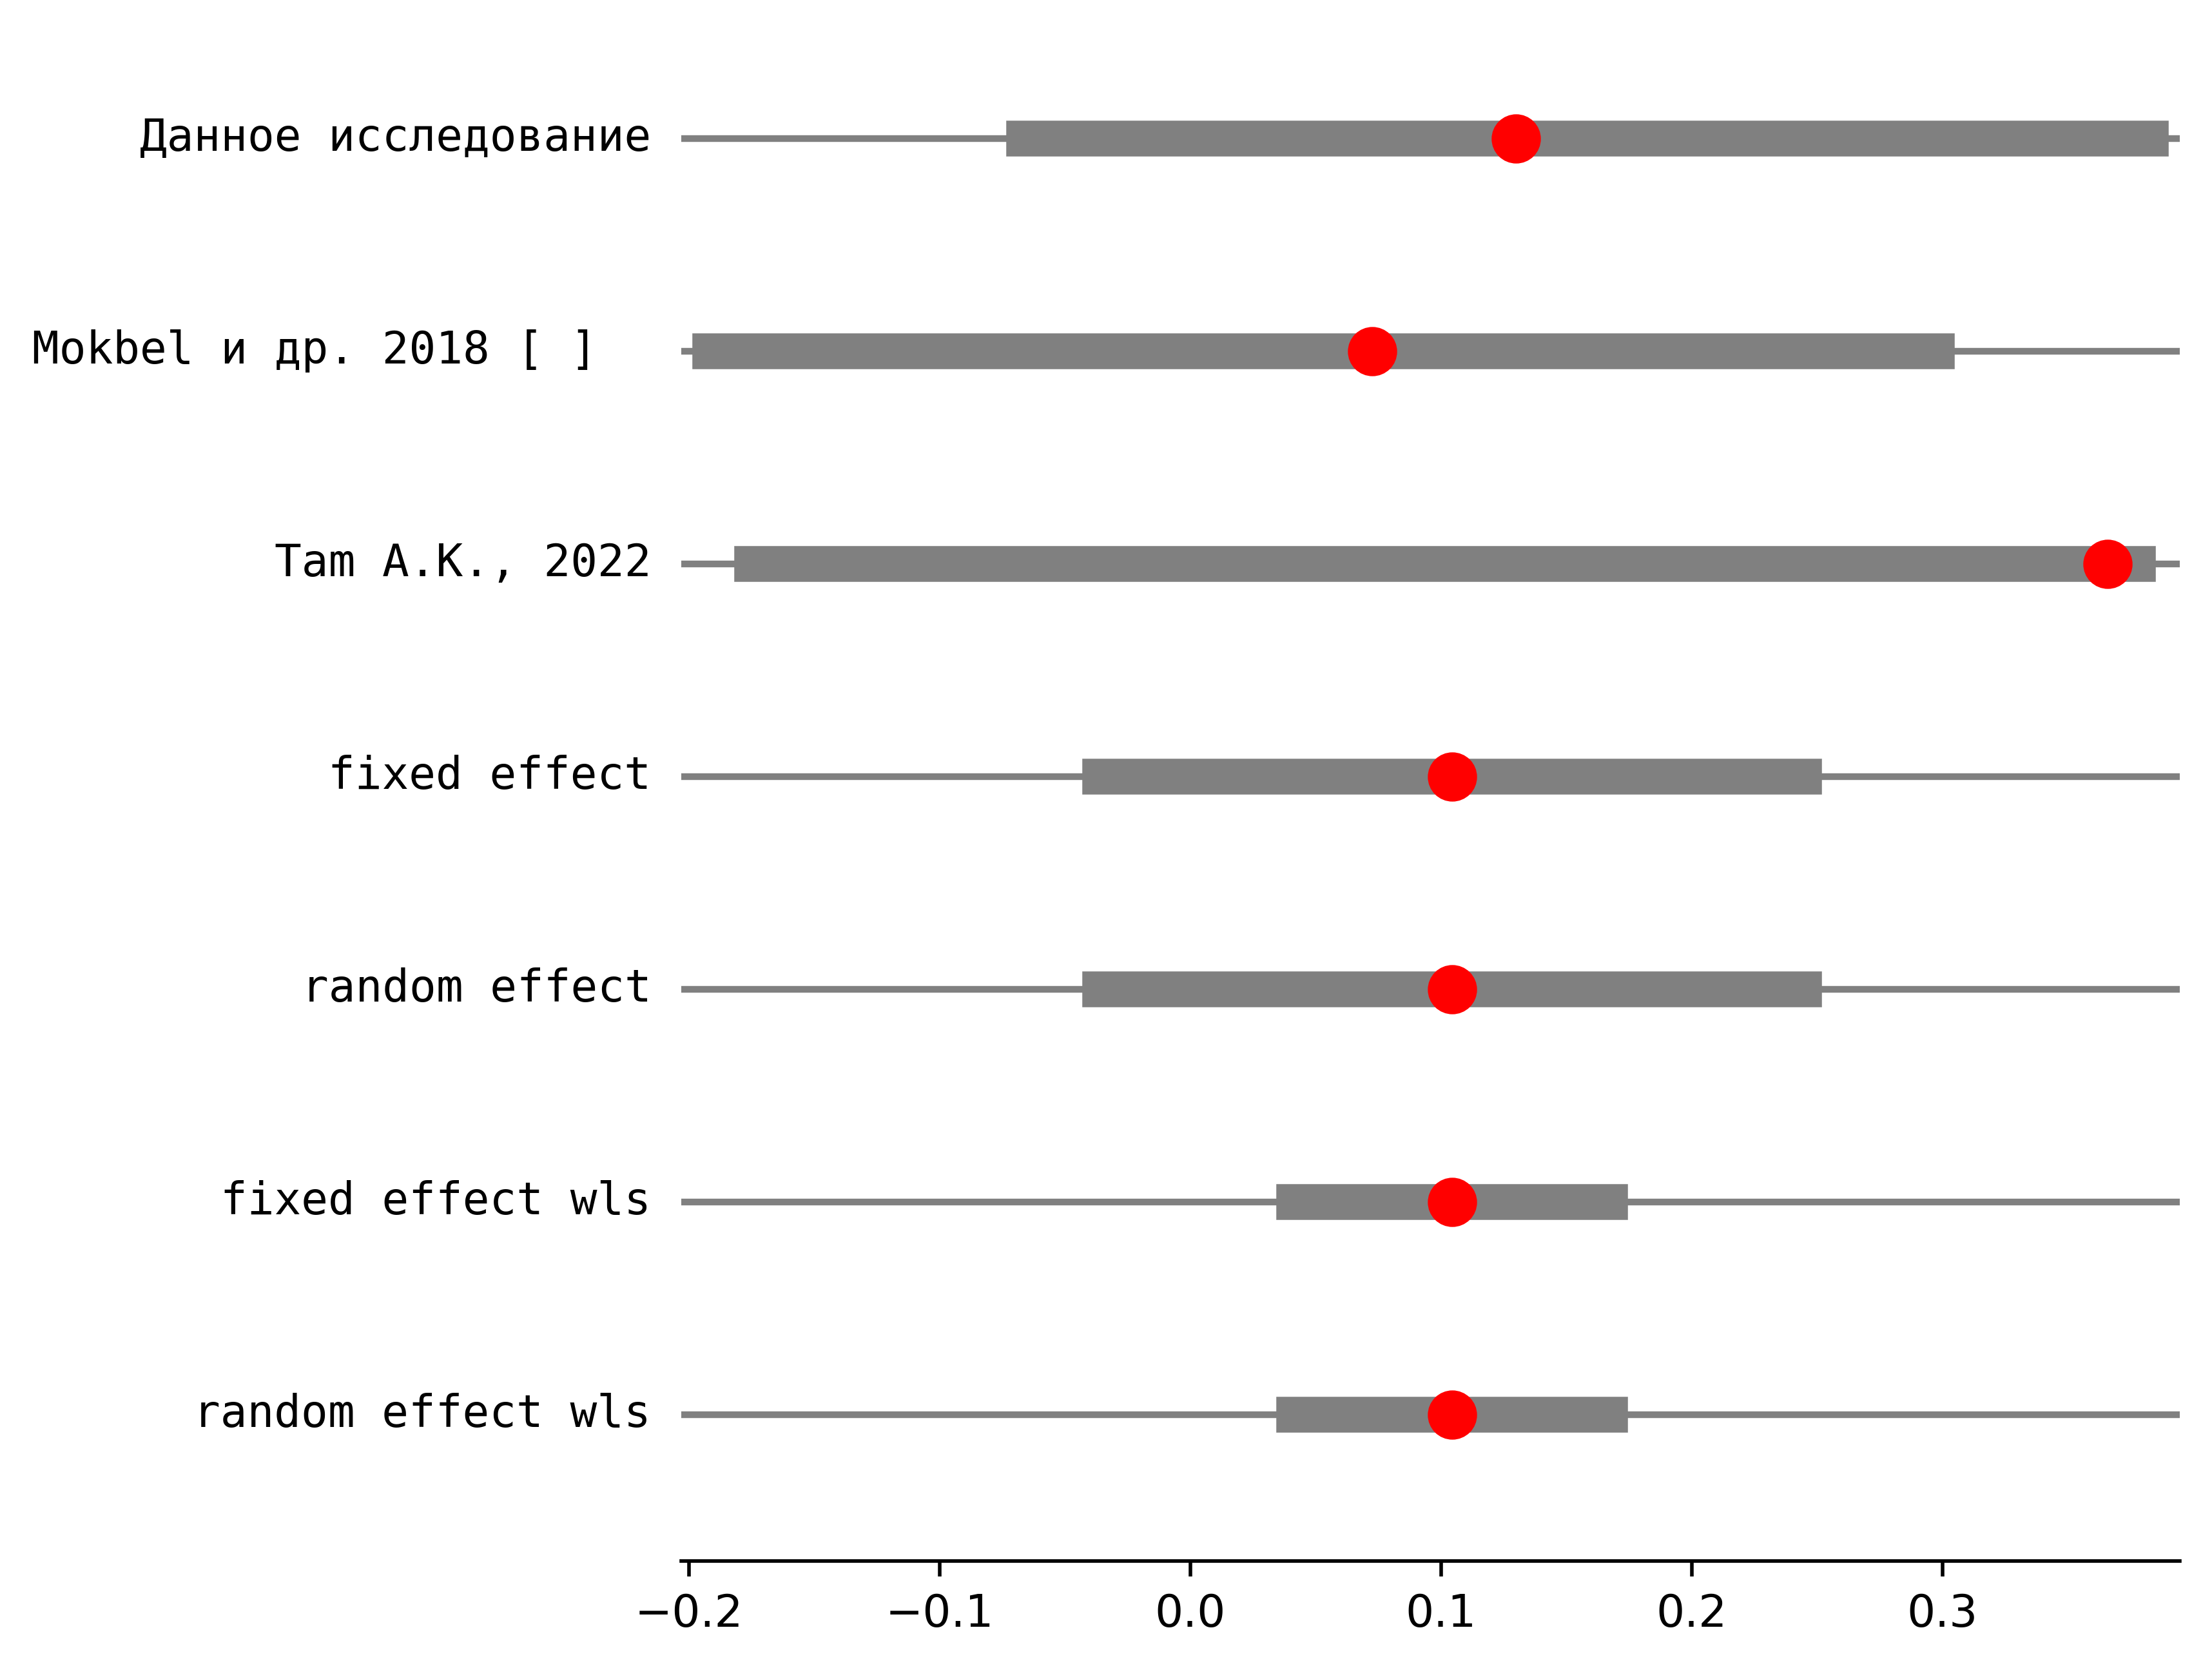 Данное исследование
Mokbel и др. 2018 [ ]
Tam A.K., 2022
fixed effect
random effect
fixed effect wls
random effect wls
−0.2 −0.1 0.0 0.1 0.2 0.3